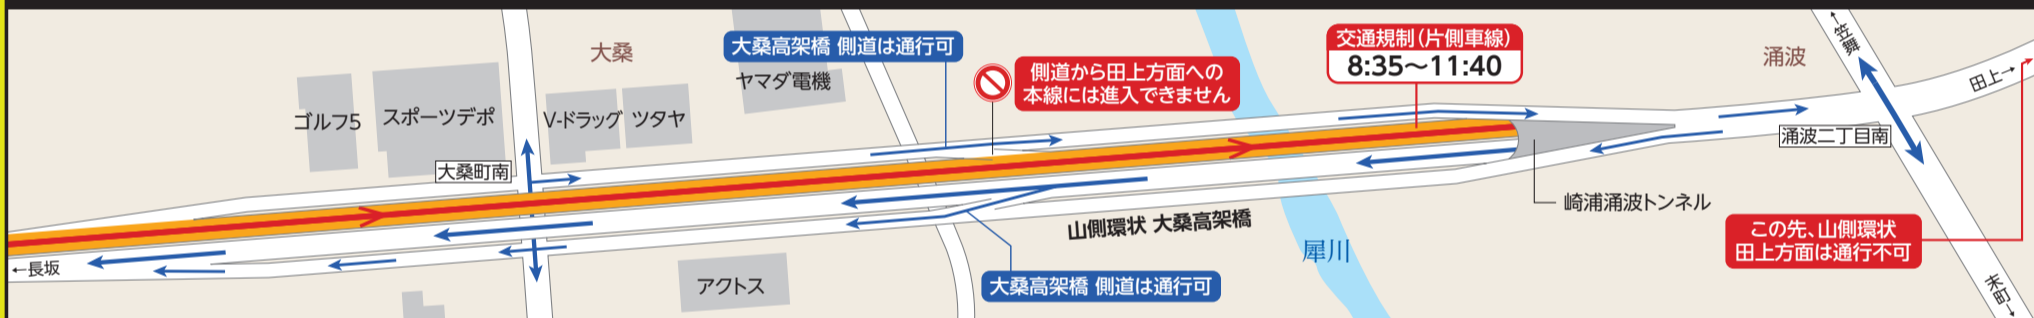 大桑
大桑高架橋 側道は通行可
側道から田上方面への
本線には進入できません
交通規制(片側車線)
8:35〜11:40
涌波
↑笠舞
田上→
ゴルフ5
スポーツデポ
V-ドラッグ
ツタヤ
ヤマダ電機
大桑町南
涌波二丁目南
崎浦涌波トンネル
山側環状 大桑高架橋
犀川
この先、山側環状
田上方面は通行不可
←長坂
アクトス
大桑高架橋 側道は通行可
末町→